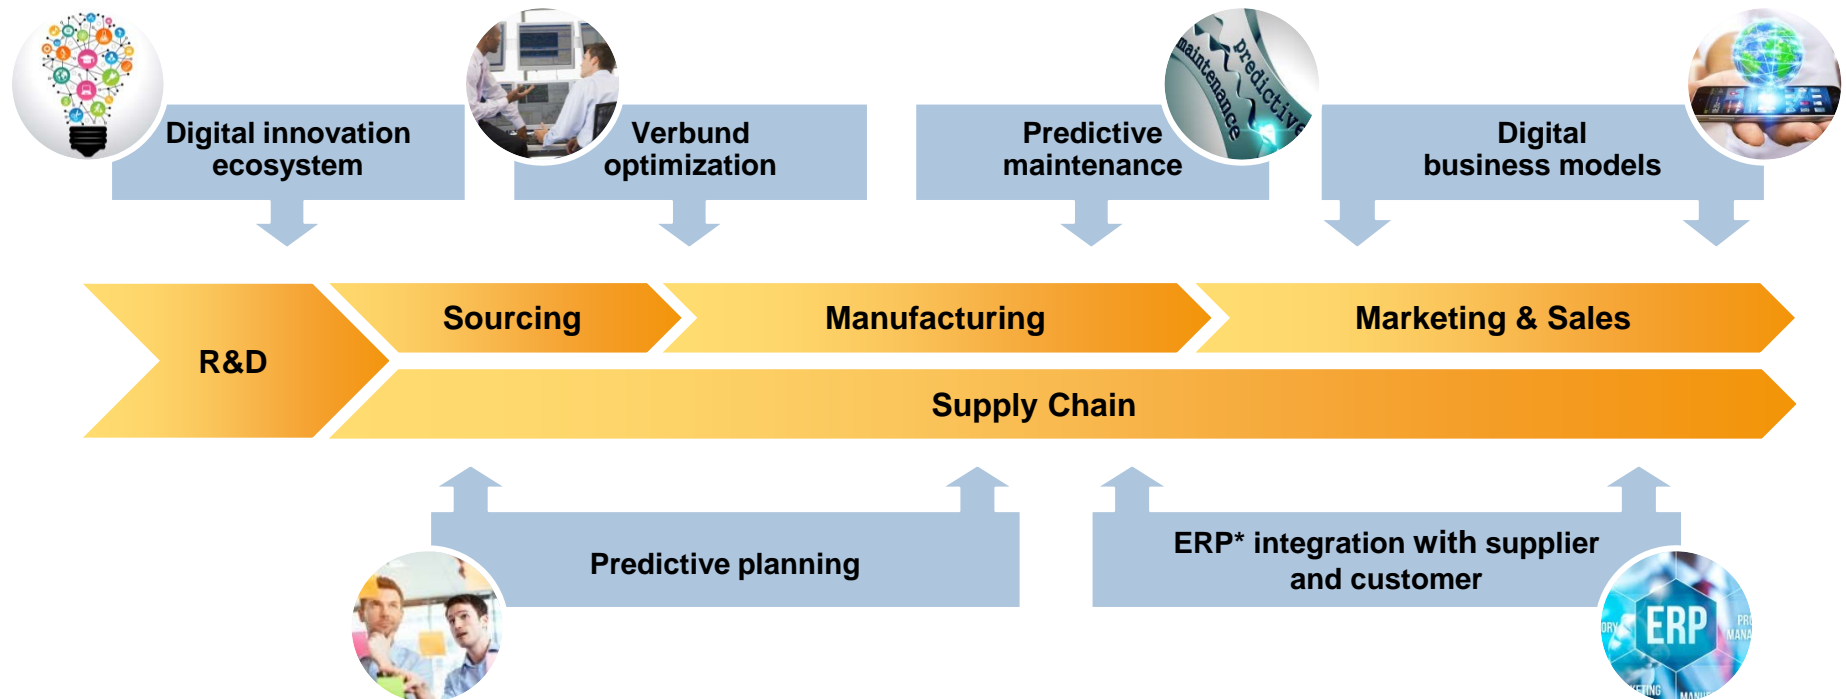 Digital innovation
ecosystem
Verbund
optimization
Predictive
maintenance
maintenance
predictive
Digital
business models
Sourcing
Manufacturing
Marketing & Sales
R&D
Supply Chain
Predictive planning
ERP* integration with supplier
and customer
ERP